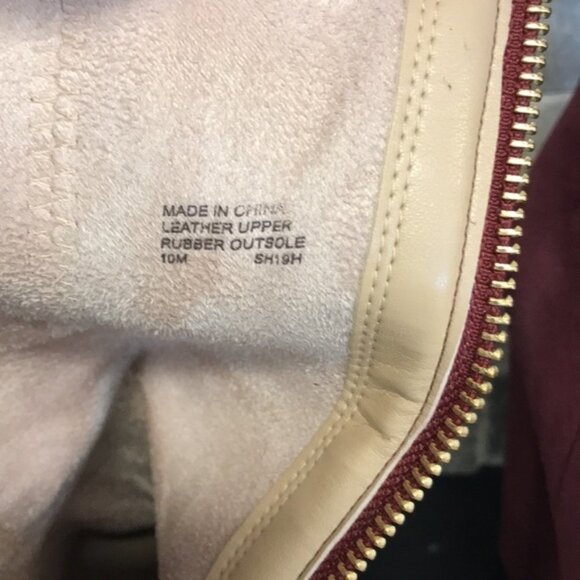 MADE IN CHINA
LEATHER UPPER
RUBBER OUTSOLE
10M SH19H